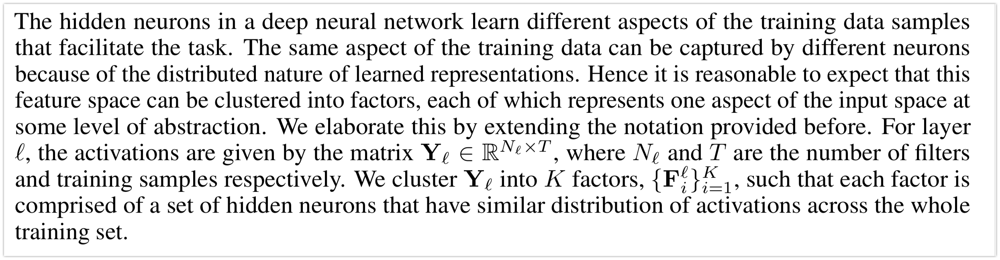 The hidden neurons in a deep neural network learn different aspects of the training data samples
that facilitate the task. The same aspect of the training data can be captured by different neurons
because of the distributed nature of learned representations. Hence it is reasonable to expect that this
feature space can be clustered into factors, each of which represents one aspect of the input space at
some level of abstraction. We elaborate this by extending the notation provided before. For layer
ℓ, the activations are given by the matrix $\mathbf{Y}_\ell \in \mathbb{R}^{N_\ell \times T}$, where $N_\ell$ and $T$ are the number of filters
and training samples respectively. We cluster $\mathbf{Y}_\ell$ into $K$ factors, $\{\mathbf{F}_i^\ell\}_{i=1}^K$, such that each factor is
comprised of a set of hidden neurons that have similar distribution of activations across the whole
training set.